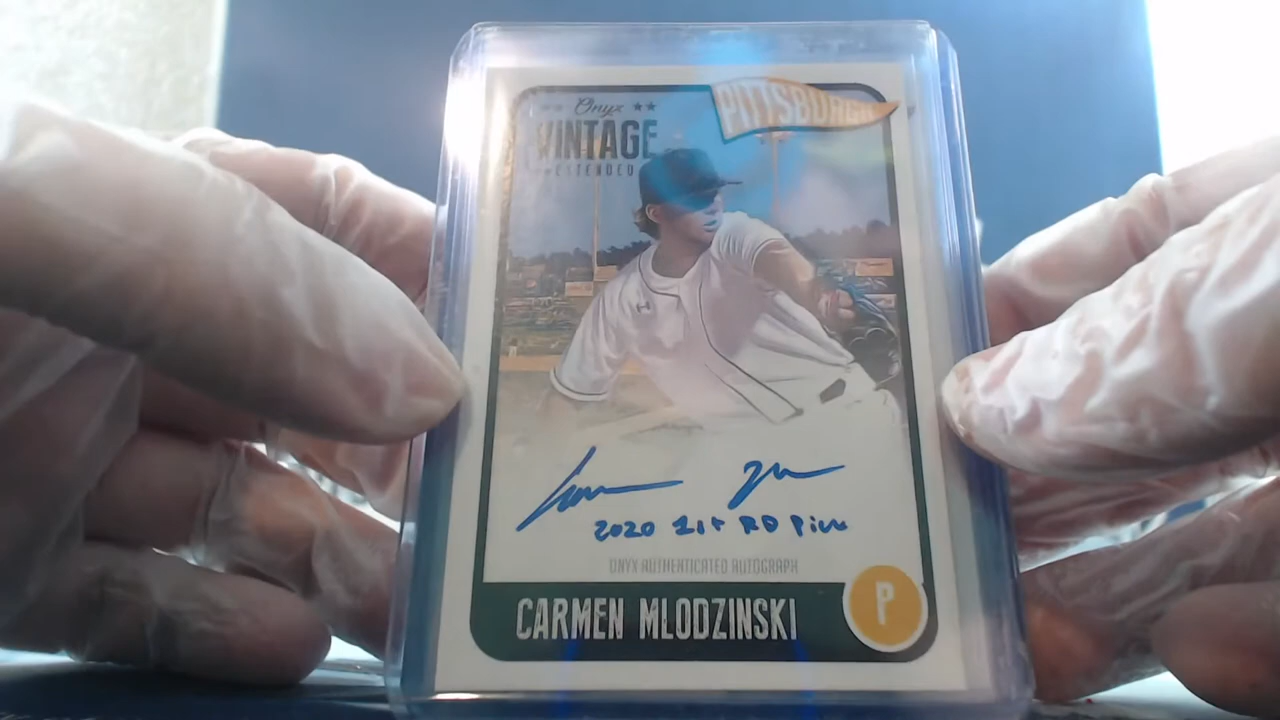 Onyx
VINTAGE
EXTENDED
PITTSBURGH
2020 1st RD Pick
ONYX AUTHENTICATED AUTOGRAPH
CARMEN MLODZINSKI
P